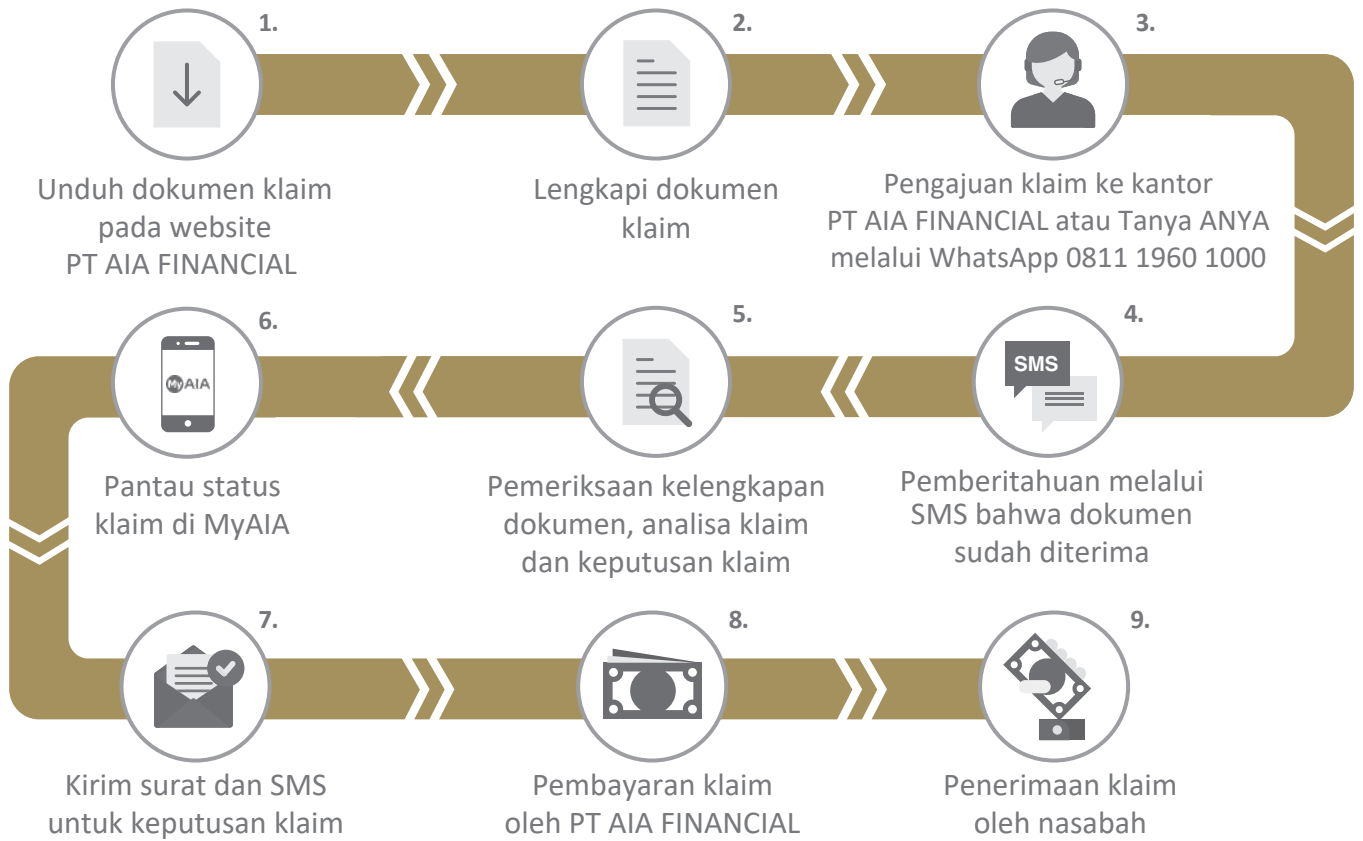 1.
Unduh dokumen klaim
pada website
PT AIA FINANCIAL
2.
Lengkapi dokumen
klaim
3.
Pengajuan klaim ke kantor
PT AIA FINANCIAL atau Tanya ANYA
melalui WhatsApp 0811 1960 1000
4.
SMS
Pemberitahuan melalui
SMS bahwa dokumen
sudah diterima
5.
Pemeriksaan kelengkapan
dokumen, analisa klaim
dan keputusan klaim
6.
MyAIA
Pantau status
klaim di MyAIA
7.
Kirim surat dan SMS
untuk keputusan klaim
8.
Pembayaran klaim
oleh PT AIA FINANCIAL
9.
Penerimaan klaim
oleh nasabah